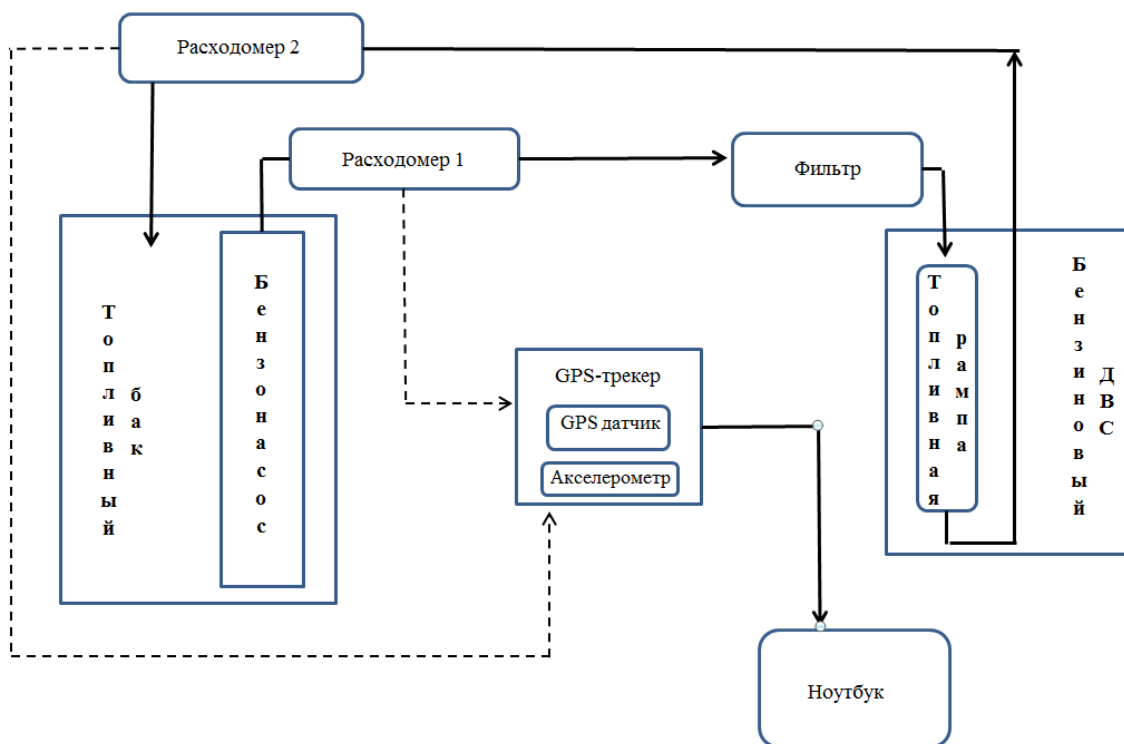 Расходомер 2
Расходомер 1
Фильтр
Топливный
бак
Бензонасос
GPS-трекер
GPS датчик
Акселерометр
Топливная
рампа
Бензиновый
ДВС
Ноутбук